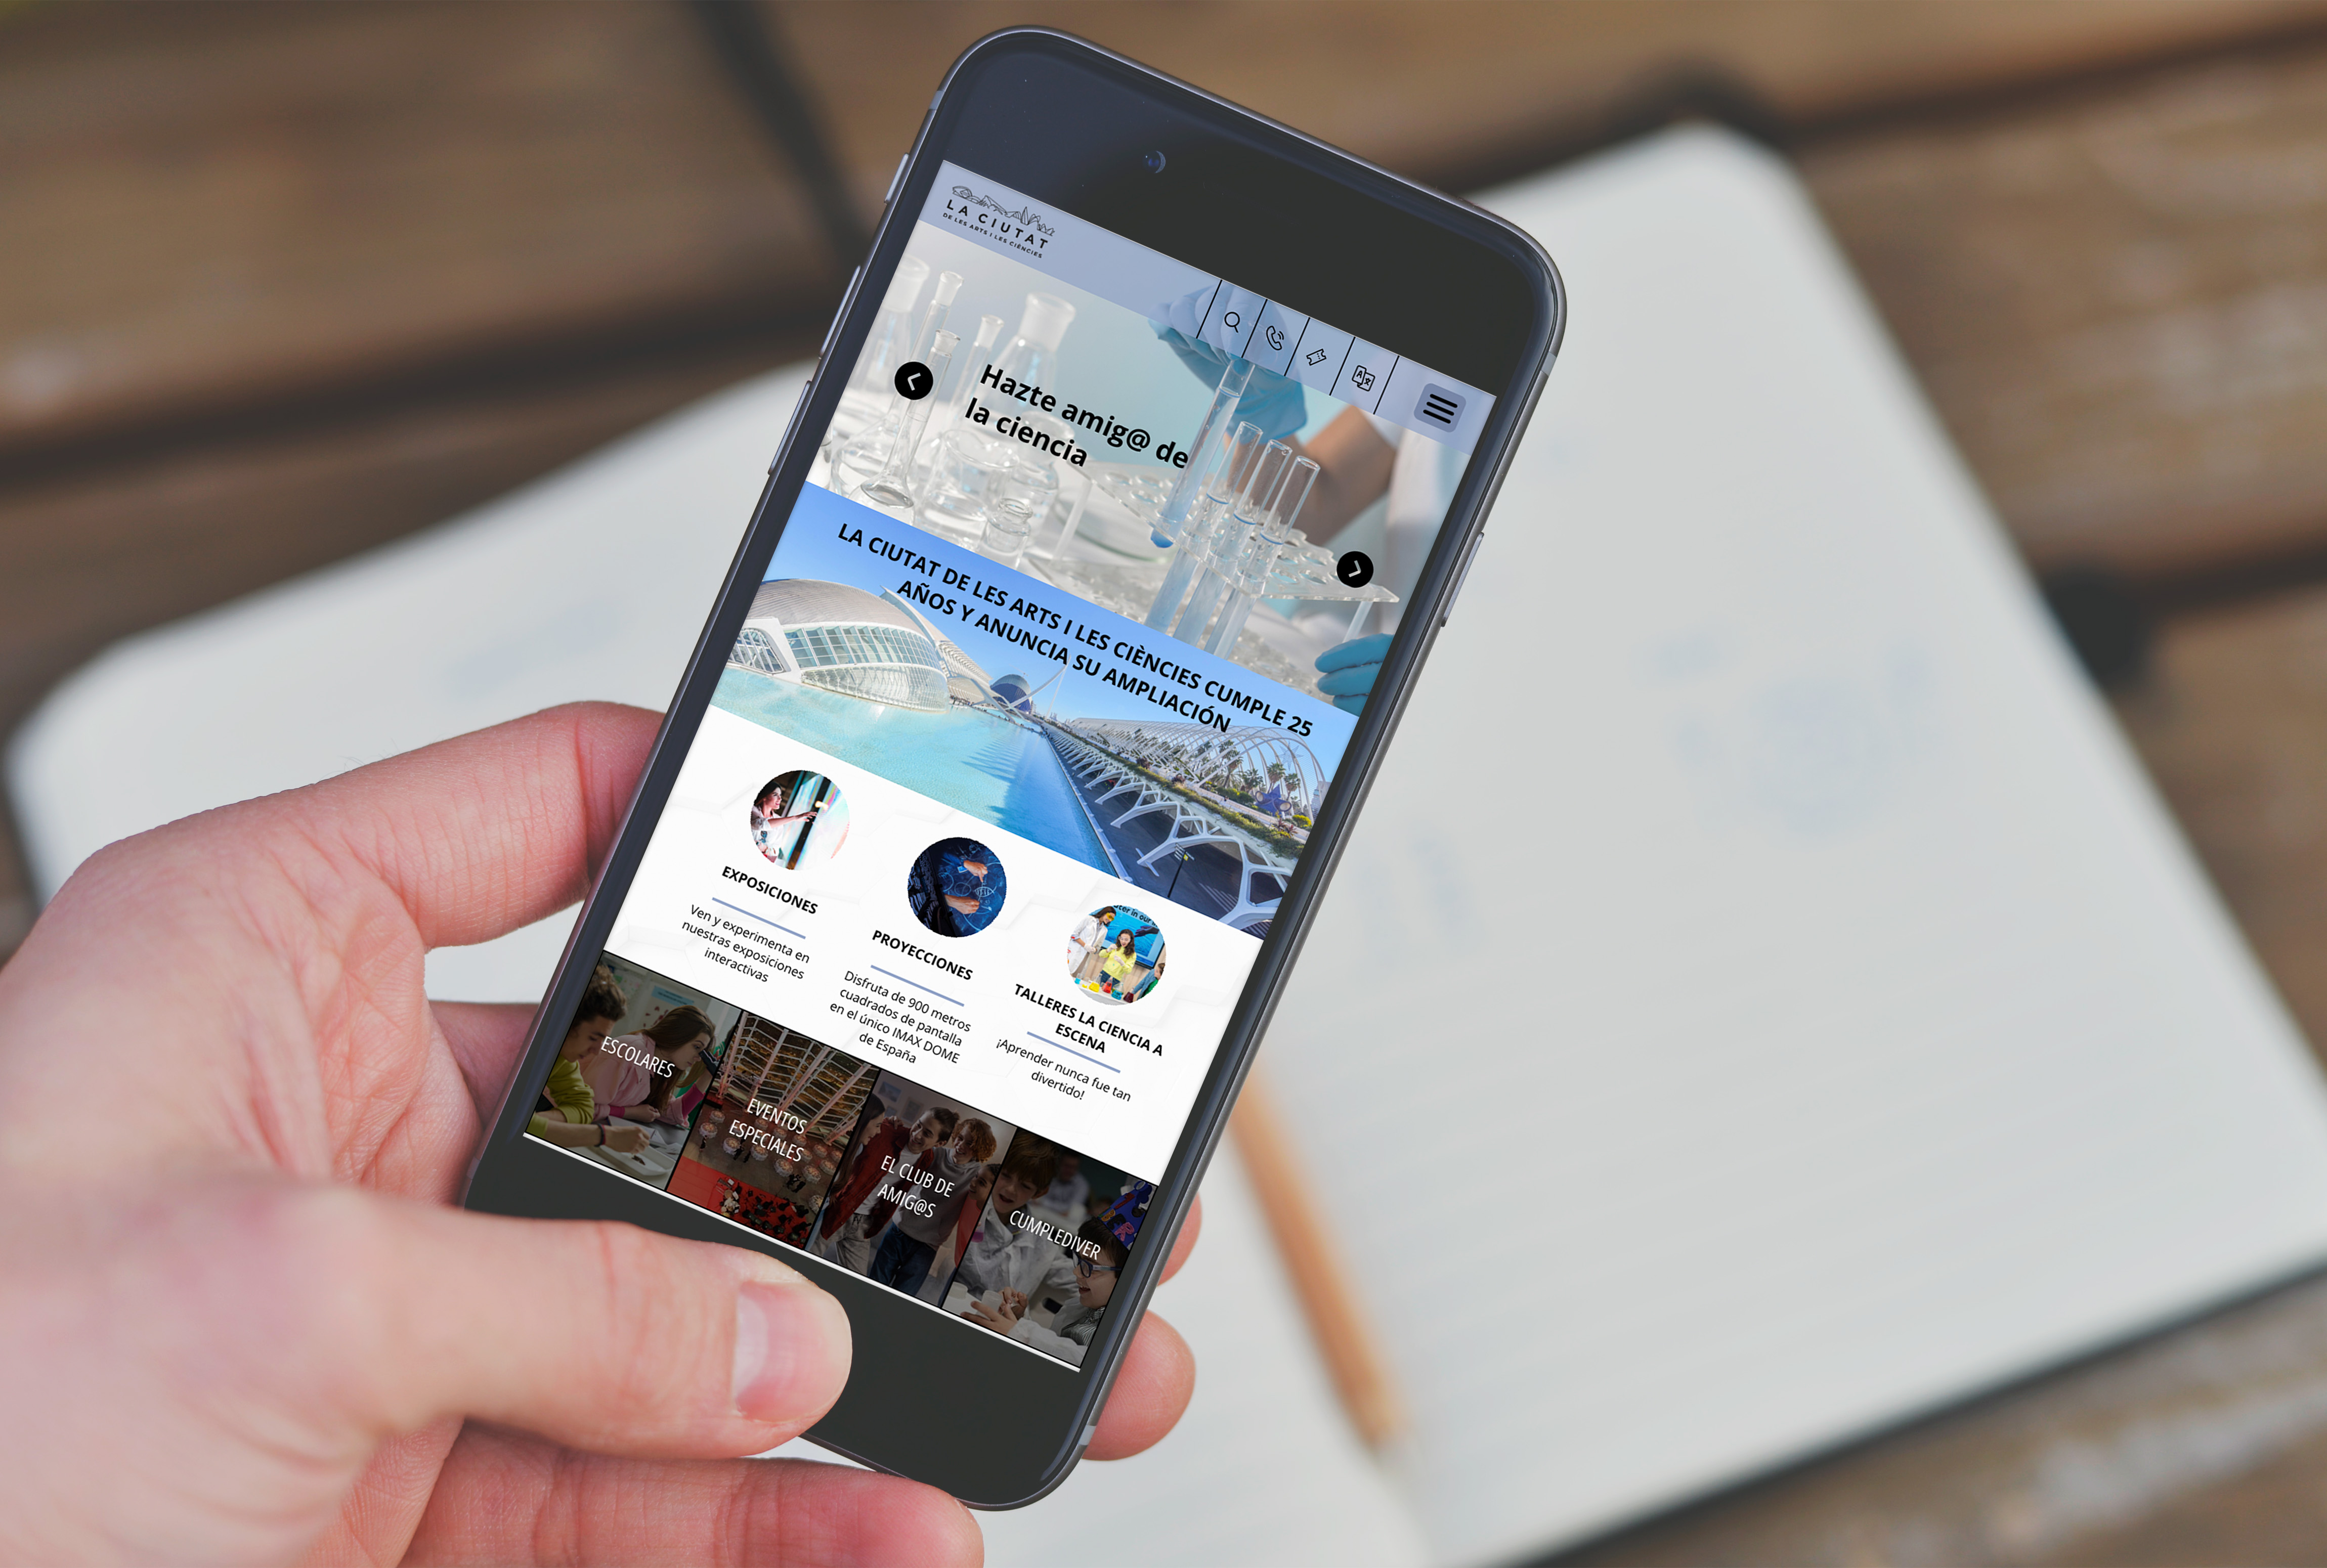 LA CIUTAT
DE LES ARTS I LES CIÈNCIES
Hazte amig@ de
la ciencia
LA CIUTAT DE LES ARTS I LES CIÈNCIES CUMPLE 25
AÑOS Y ANUNCIA SU AMPLIACIÓN
EXPOSICIONES
Ven y experimenta en
nuestras exposiciones
interactivas
PROYECCIONES
Disfruta de 900 metros
cuadrados de pantalla
en el único IMAX DOME
de España
TALLERES LA CIENCIA A
ESCENA
¡Aprender nunca fue tan
divertido!
ESCOLARES
EVENTOS
ESPECIALES
EL CLUB DE
AMIG@S
CUMPLEDIVER